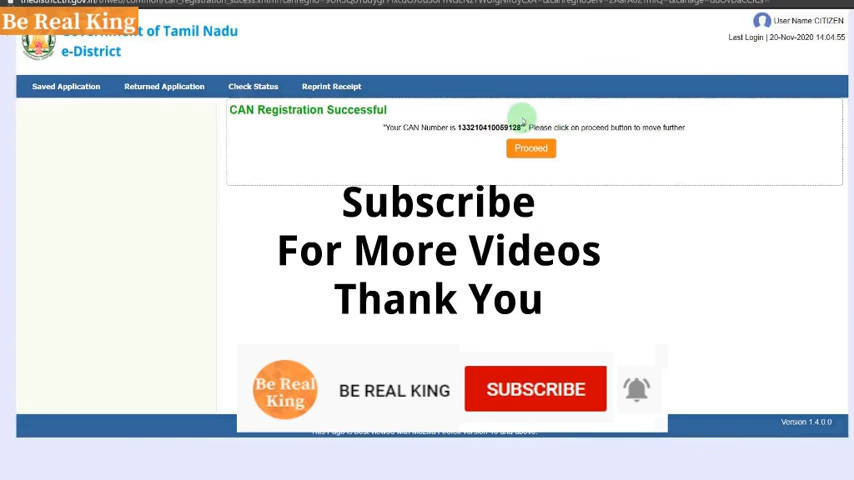 Be Real King
of Tamil Nadu
e-District
User Name:CITIZEN
Last Login | 20-Nov-2020 14:04:55
Saved Application Returned Application Check Status Reprint Receipt
CAN Registration Successful
"Your CAN Number is 133210410059128". Please click on proceed button to move further.
Proceed
Subscribe
For More Videos
Thank You
Be Real
King
BE REAL KING
SUBSCRIBE
Version 1.4.0.0